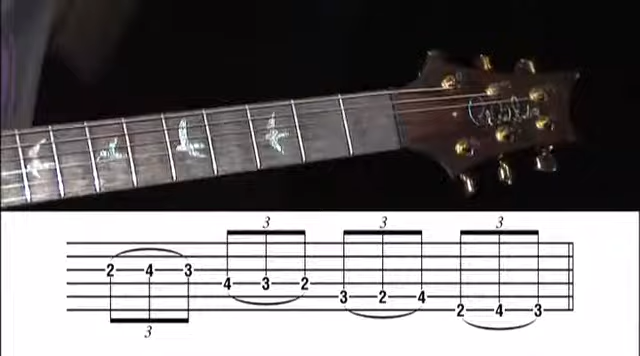 3 3 3
2 4 3
4 3 2
3 2 4
2 4 3
3